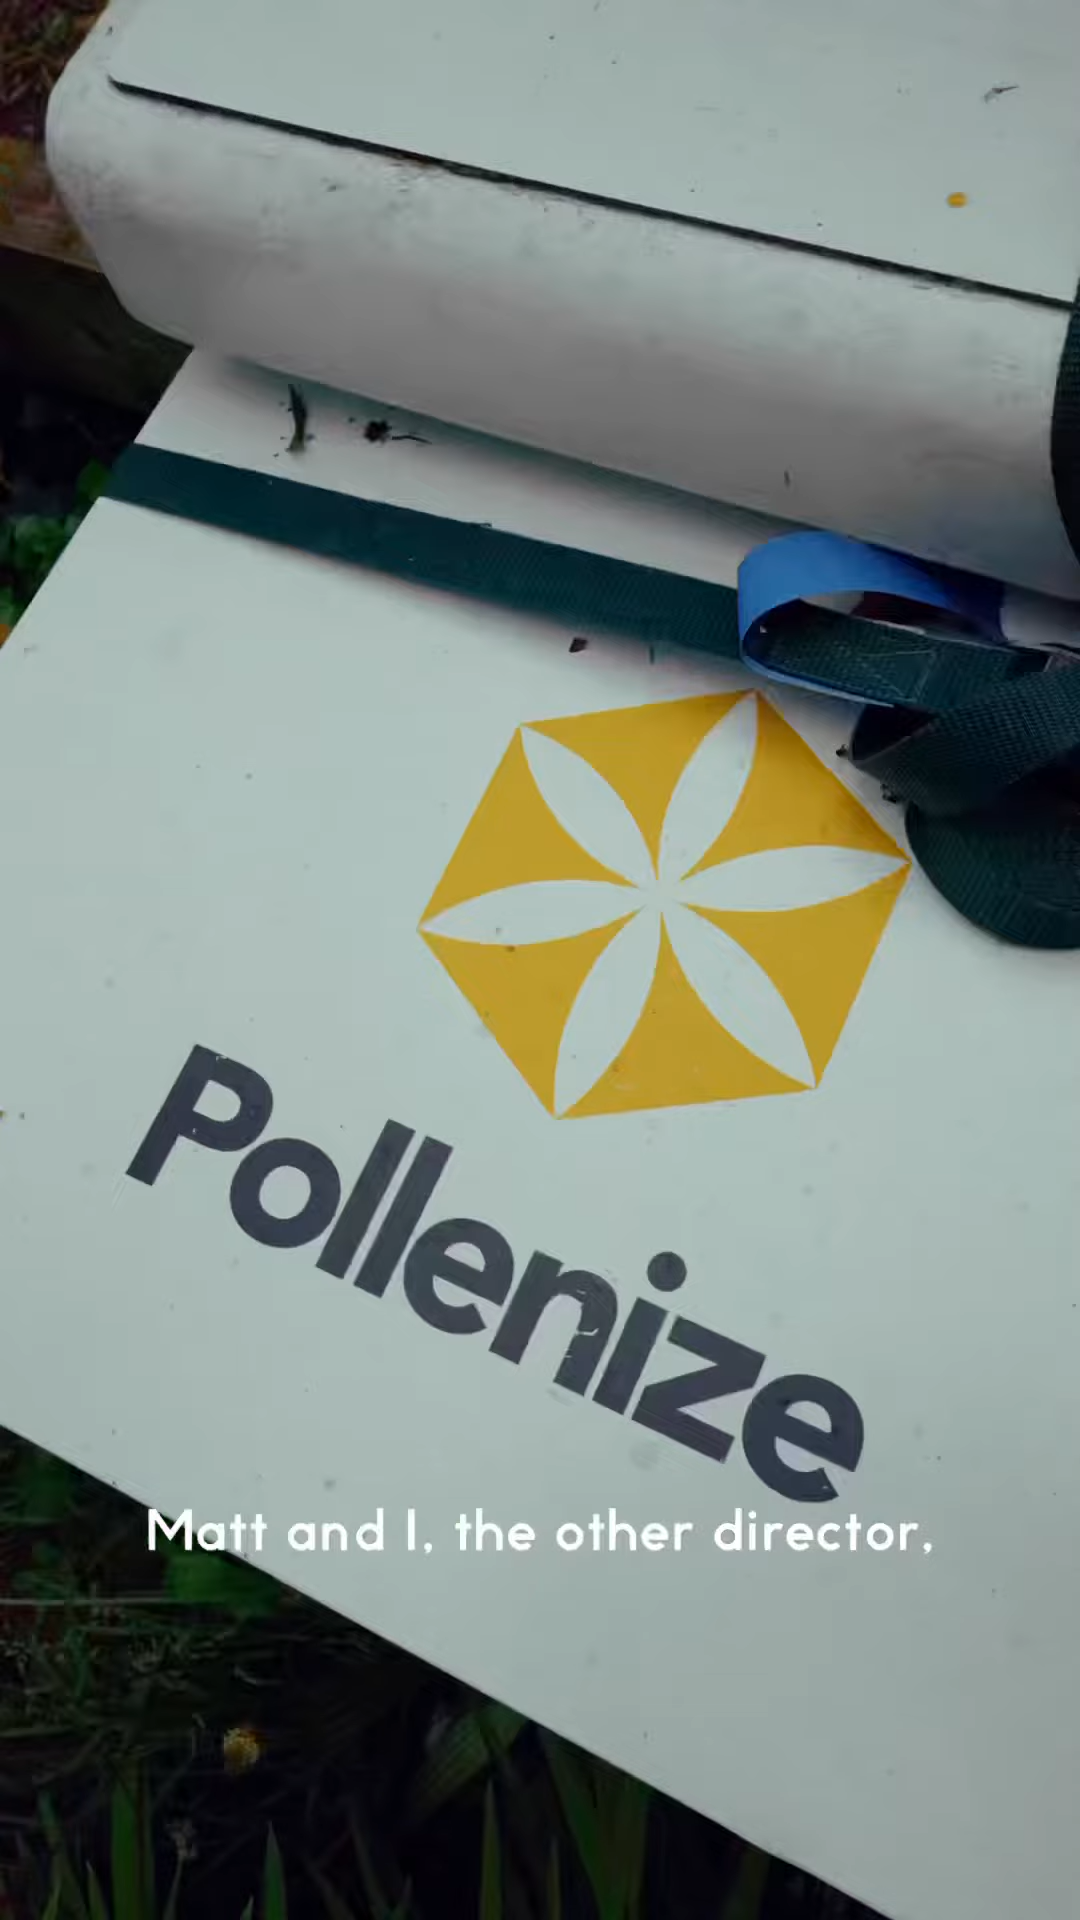 Pollenize
Matt and I, the other director,